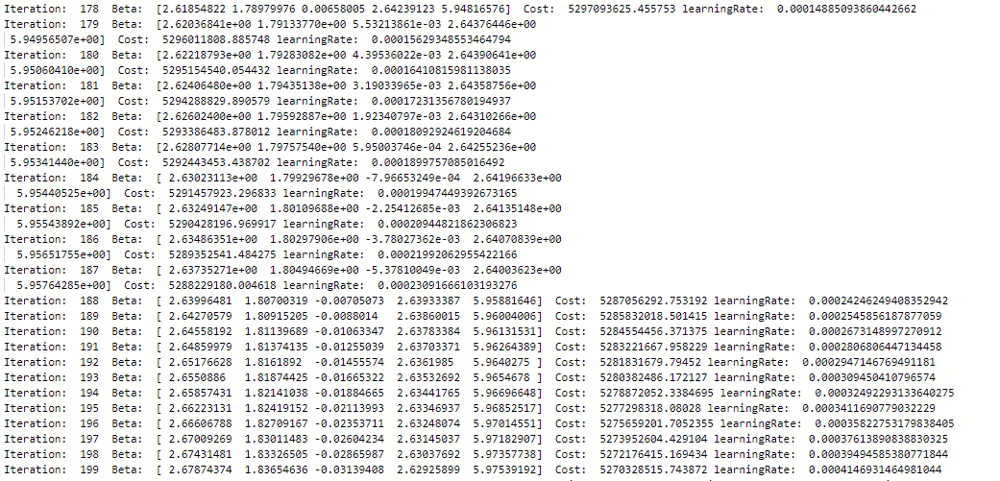 Iteration:  178  Beta:  [2.61854822 1.78979976 0.00658005 2.64239123 5.94816576]  Cost:  5297093625.455753 learningRate:  0.00014885093860442662
Iteration:  179  Beta:  [2.62036841e+00 1.79133770e+00 5.53213861e-03 2.64376446e+00
 5.94956507e+00]  Cost:  5296011808.885748 learningRate:  0.00015629348553464794
Iteration:  180  Beta:  [2.62218793e+00 1.79283082e+00 4.39536022e-03 2.64390641e+00
 5.95060410e+00]  Cost:  5295154540.054432 learningRate:  0.00016410815981138035
Iteration:  181  Beta:  [2.62406480e+00 1.79435138e+00 3.19033965e-03 2.64358756e+00
 5.95153702e+00]  Cost:  5294288829.890579 learningRate:  0.00017231356780194937
Iteration:  182  Beta:  [2.62602400e+00 1.79592887e+00 1.92340797e-03 2.64310266e+00
 5.95246218e+00]  Cost:  5293386483.878012 learningRate:  0.00018092924619204684
Iteration:  183  Beta:  [2.62807714e+00 1.79757540e+00 5.95003746e-04 2.64255236e+00
 5.95341440e+00]  Cost:  5292443453.438702 learningRate:  0.0001899757085016492
Iteration:  184  Beta:  [ 2.63023113e+00  1.79929678e+00 -7.96653249e-04  2.64196633e+00
  5.95440525e+00]  Cost:  5291457923.296833 learningRate:  0.00019947449392673165
Iteration:  185  Beta:  [ 2.63249147e+00  1.80109688e+00 -2.25412685e-03  2.64135148e+00
  5.95543892e+00]  Cost:  5290428196.969917 learningRate:  0.00020944821862306823
Iteration:  186  Beta:  [ 2.63486351e+00  1.80297906e+00 -3.78027362e-03  2.64070839e+00
  5.95651755e+00]  Cost:  5289352541.484275 learningRate:  0.00021992062955422166
Iteration:  187  Beta:  [ 2.63735271e+00  1.80494669e+00 -5.37810049e-03  2.64003623e+00
  5.95764285e+00]  Cost:  5288229180.004618 learningRate:  0.00023091666103193276
Iteration:  188  Beta:  [ 2.63996481  1.80700319 -0.00705073  2.63933387  5.95881646]  Cost:  5287056292.753192 learningRate:  0.00024246249408352942
Iteration:  189  Beta:  [ 2.64270579  1.80915205 -0.0088014   2.63860015  5.96004006]  Cost:  5285832018.501415 learningRate:  0.0002545856187877059
Iteration:  190  Beta:  [ 2.64558192  1.81139689 -0.01063347  2.63783384  5.96131531]  Cost:  5284554456.371375 learningRate:  0.0002673148997270912
Iteration:  191  Beta:  [ 2.64859979  1.81374135 -0.01255039  2.63703371  5.96264389]  Cost:  5283221667.958229 learningRate:  0.0002806806447134458
Iteration:  192  Beta:  [ 2.65176628  1.8161892  -0.01455574  2.6361985   5.9640275 ]  Cost:  5281831679.79452 learningRate:  0.0002947146769491181
Iteration:  193  Beta:  [ 2.6550886   1.81874425 -0.01665322  2.63532692  5.9654678 ]  Cost:  5280382486.172127 learningRate:  0.000309450410796574
Iteration:  194  Beta:  [ 2.65857431  1.82141038 -0.01884665  2.63441765  5.96696648]  Cost:  5278872052.3384695 learningRate:  0.00032492293133640275
Iteration:  195  Beta:  [ 2.66223131  1.82419152 -0.02113993  2.63346937  5.96852517]  Cost:  5277298318.08028 learningRate:  0.0003411690779032229
Iteration:  196  Beta:  [ 2.66606788  1.82709167 -0.02353711  2.63248074  5.97014551]  Cost:  5275659201.7052355 learningRate:  0.00035822753179838405
Iteration:  197  Beta:  [ 2.67009269  1.83011483 -0.02604234  2.63145037  5.97182907]  Cost:  5273952604.429104 learningRate:  0.00037613890838830325
Iteration:  198  Beta:  [ 2.67431481  1.83326505 -0.02865987  2.63037692  5.97357738]  Cost:  5272176415.169434 learningRate:  0.00039494585380771844
Iteration:  199  Beta:  [ 2.67874374  1.83654636 -0.03139408  2.62925899  5.97539192]  Cost:  5270328515.743872 learningRate:  0.0004146931464981044